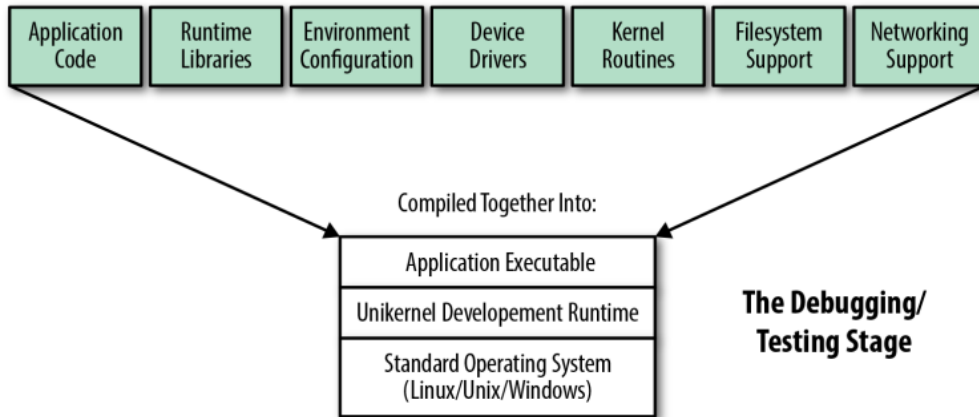 Application
Code
Runtime
Libraries
Environment
Configuration
Device
Drivers
Kernel
Routines
Filesystem
Support
Networking
Support
Compiled Together Into:
Application Executable
Unikernel Developement Runtime
Standard Operating System
(Linux/Unix/Windows)
The Debugging/
Testing Stage